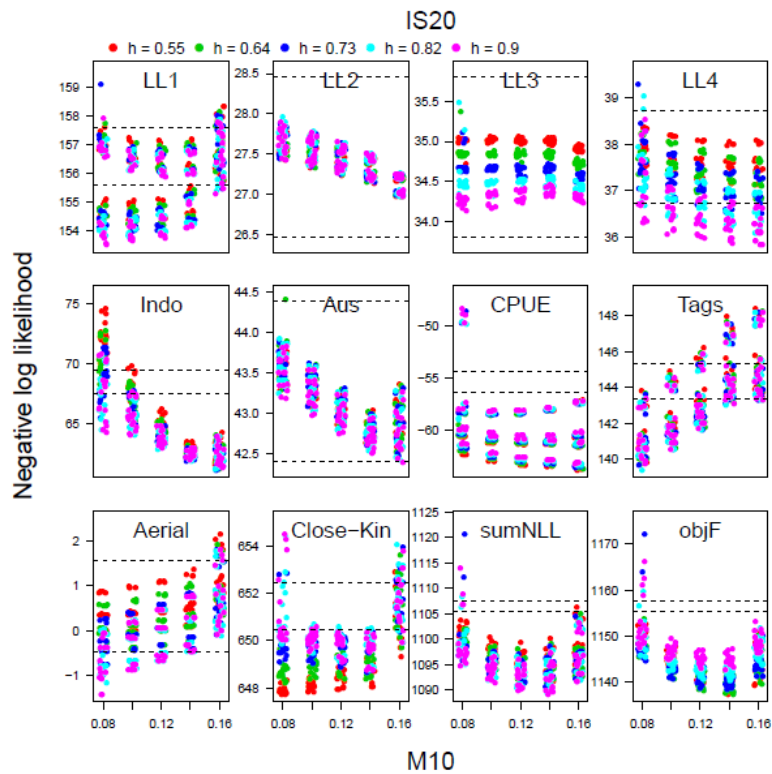 IS20
h = 0.55 h = 0.64 h = 0.73 h = 0.82 h = 0.9
LL1 LL2 LL3 LL4
159 158 157 156 155 154
28.5 28.0 27.5 27.0 26.5
35.5 35.0 34.5 34.0
39 38 37 36
Negative log likelihood
Indo Aus CPUE Tags
75 70 65
44.5 44.0 43.5 43.0 42.5
−50 −55 −60
148 146 144 142 140
Aerial Close−Kin sumNLL objF
2 1 0 −1
654 652 650 648
1125 1120 1115 1110 1105 1100 1095 1090
1170 1160 1150 1140
0.08 0.12 0.16 0.08 0.12 0.16 0.08 0.12 0.16 0.08 0.12 0.16
M10